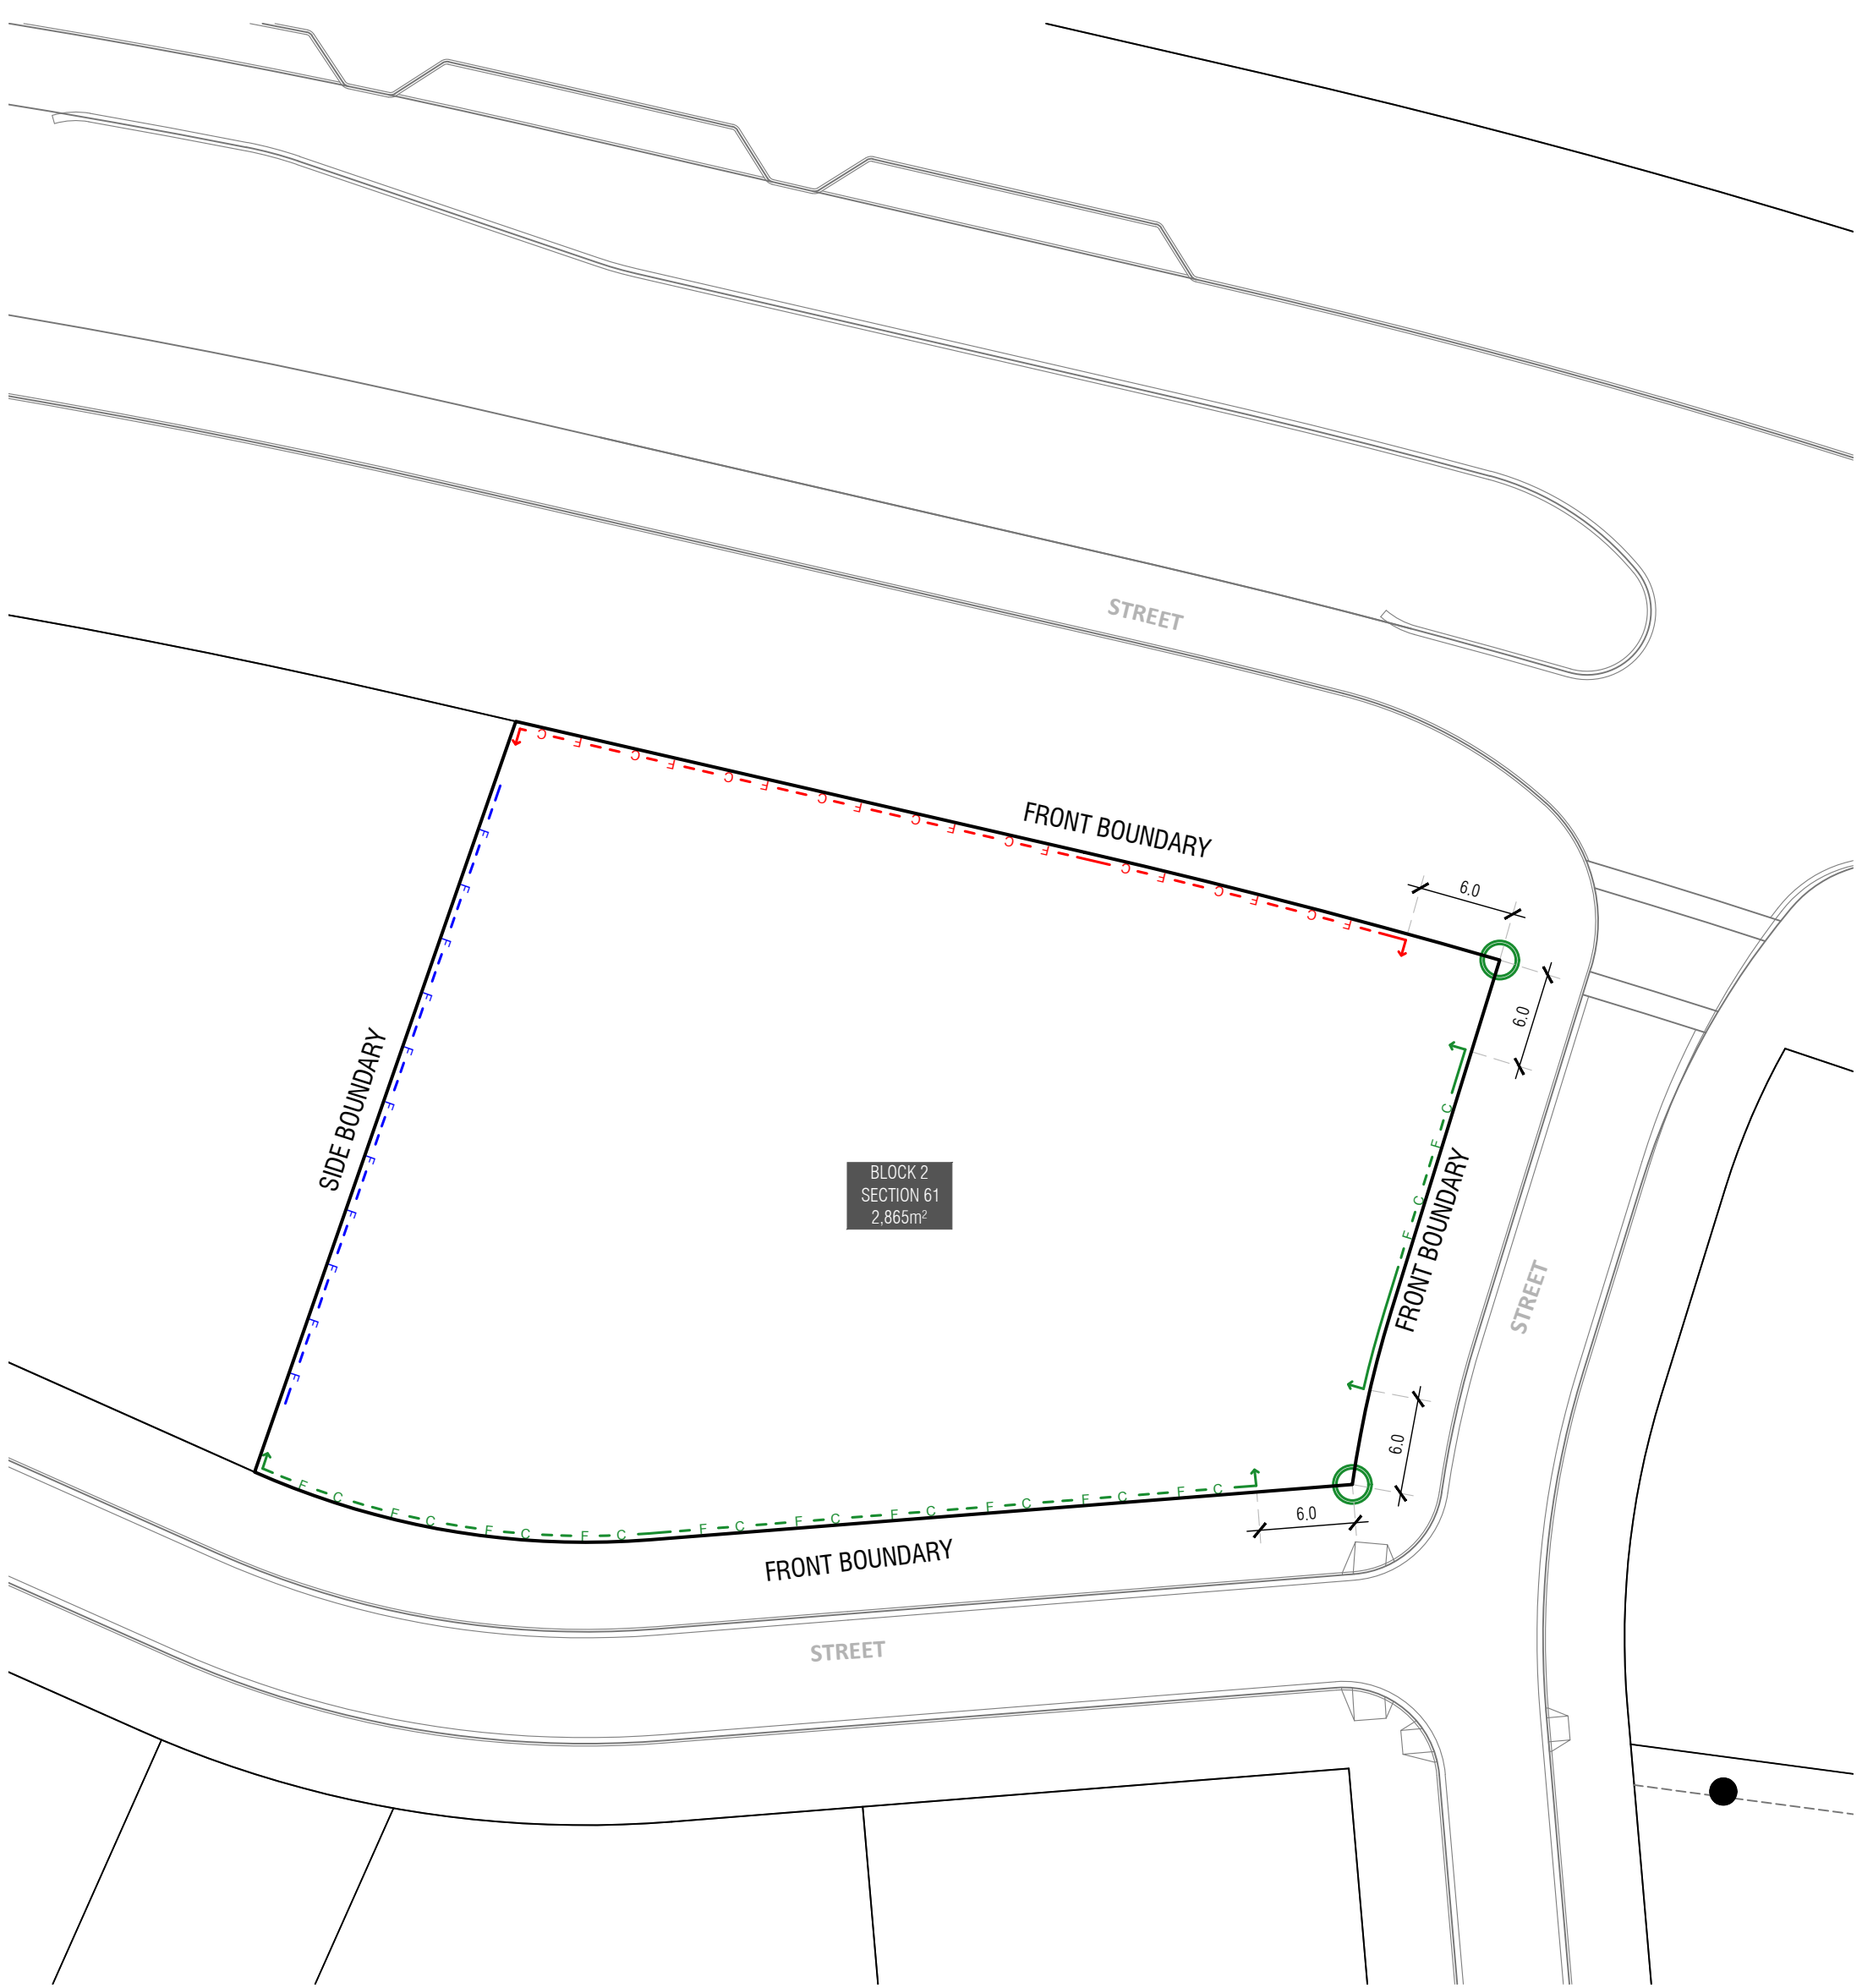 STREET
C F C F C F C F C F C F C F C F C F
FRONT BOUNDARY
6.0
6.0
F F F F F F F F F F F
SIDE BOUNDARY
BLOCK 2
SECTION 61
2,865m²
C F C F
FRONT BOUNDARY
STREET
6.0
6.0
F C F C F C F C F C F C F C F C F C F C
FRONT BOUNDARY
STREET